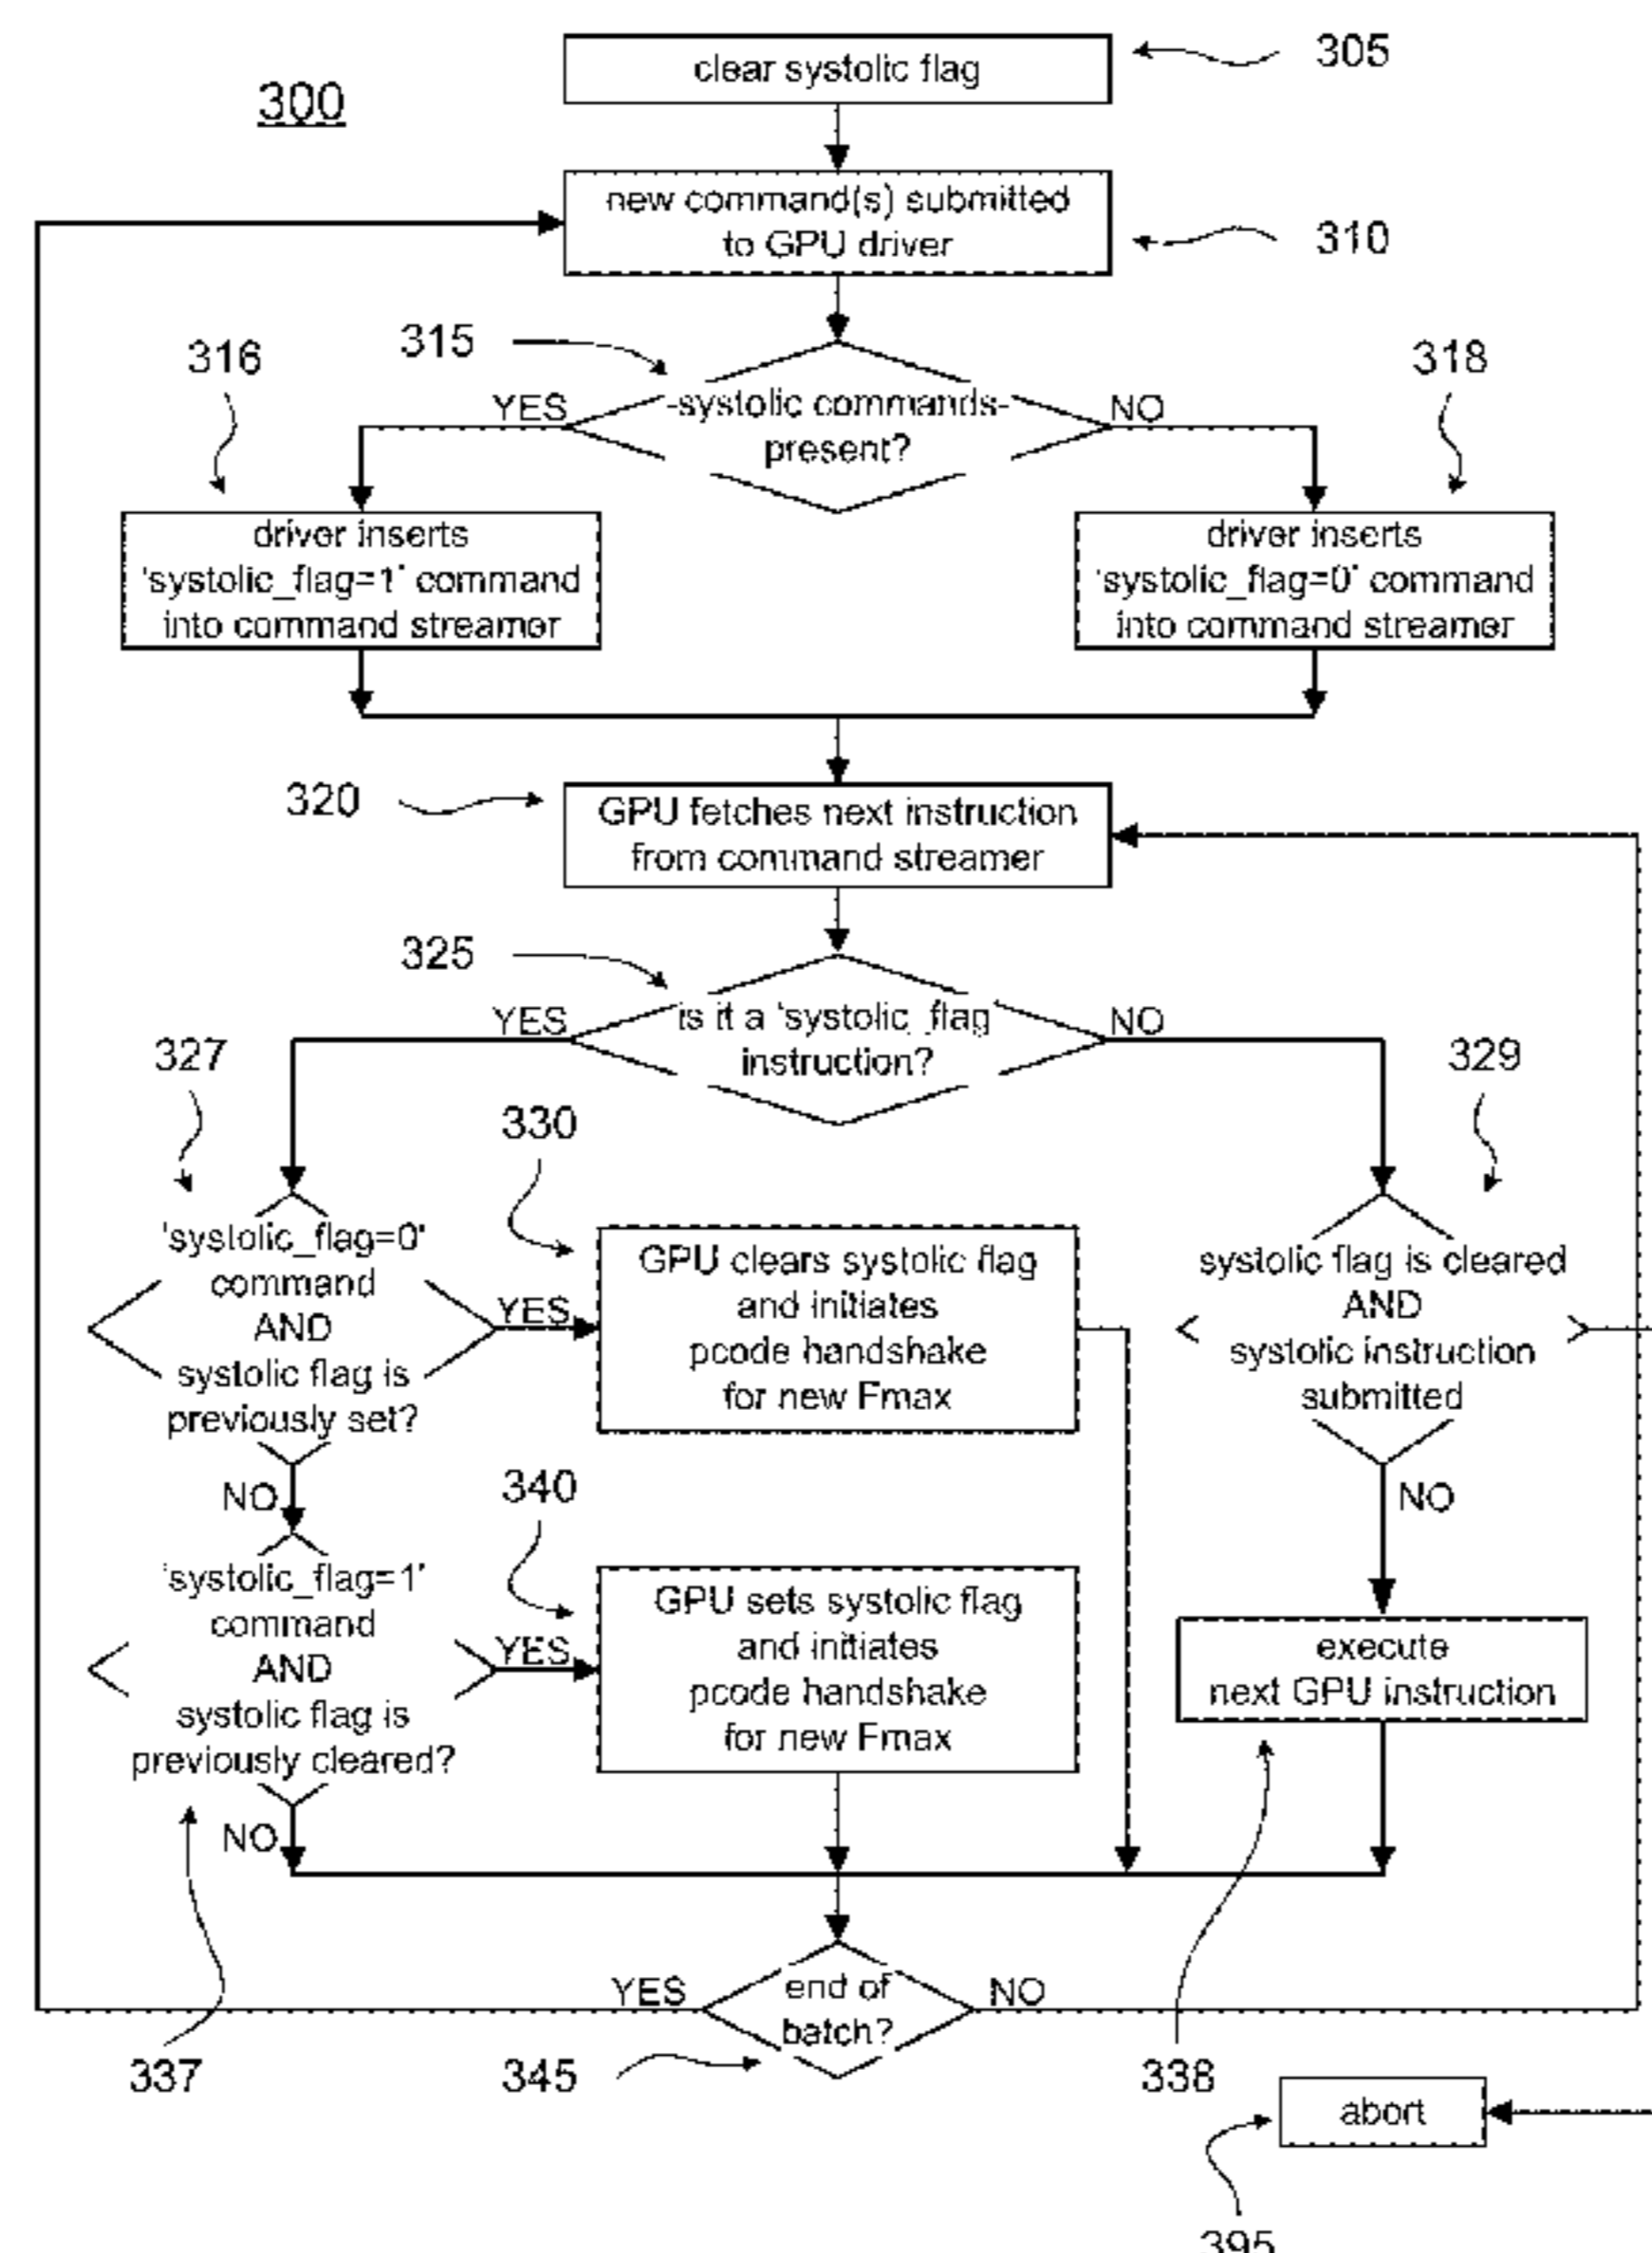 300
clear systolic flag
305
new command(s) submitted
to GPU driver
310
315
316
318
YES
systolic commands
present?
NO
driver inserts
'systolic_flag=1' command
into command streamer
driver inserts
'systolic_flag=0' command
into command streamer
320
GPU fetches next instruction
from command streamer
325
YES
is it a 'systolic_flag
instruction?
NO
327
329
330
'systolic_flag=0'
command
AND
systolic flag is
previously set?
YES
GPU clears systolic flag
and initiates
pcode handshake
for new Fmax
systolic flag is cleared
AND
systolic instruction
submitted
NO
NO
340
'systolic_flag=1'
command
AND
systolic flag is
previously cleared?
YES
GPU sets systolic flag
and initiates
pcode handshake
for new Fmax
execute
next GPU instruction
NO
YES
end of
batch?
NO
337
345
338
abort
395